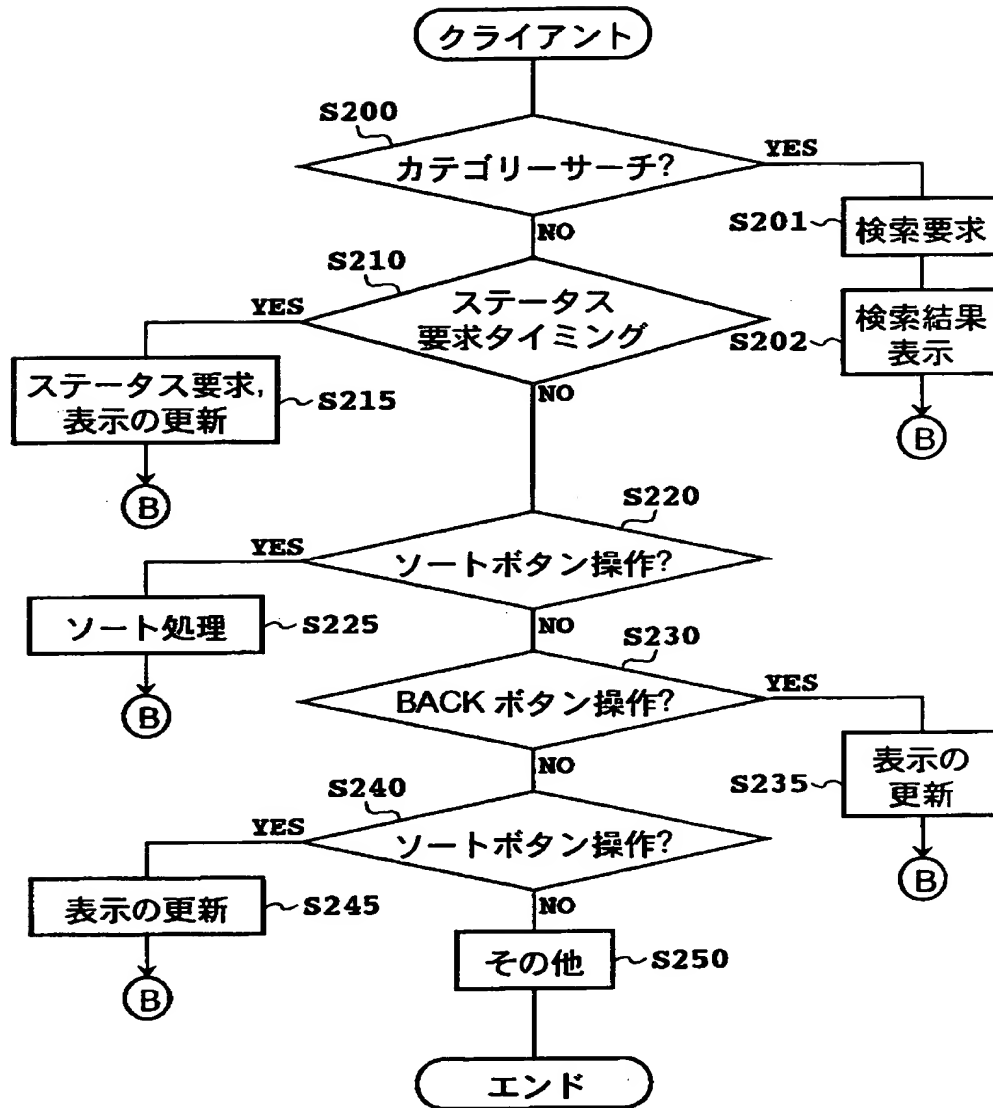 クライアント
S200
カテゴリーサーチ?
YES
NO
S201
検索要求
S210
YES
ステータス
要求タイミング
S202
検索結果
表示
NO
ステータス要求,
表示の更新
S215
B
B
S220
YES
ソートボタン操作?
ソート処理
S225
NO
S230
B
BACK ボタン操作?
YES
NO
S235
表示の
更新
S240
YES
ソートボタン操作?
B
表示の更新
S245
NO
B
その他
S250
エンド